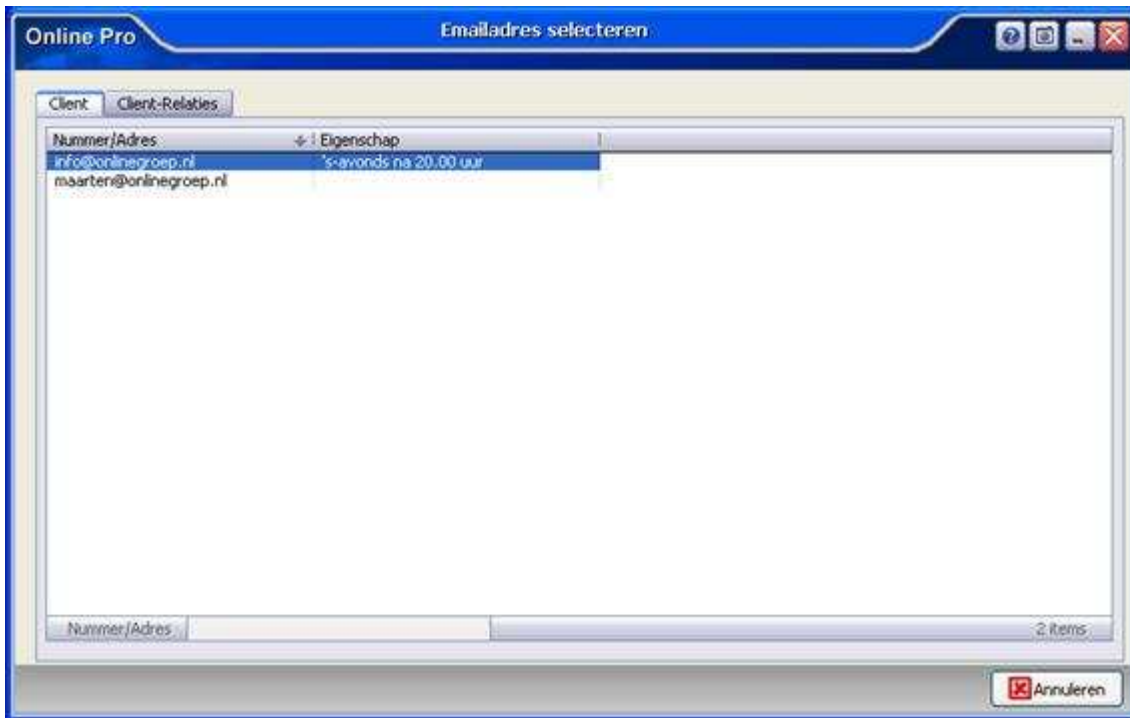 Online Pro Emailadres selecteren
Client Client-Relaties
Nummer/Adres Eigenschap
info@onlinegroep.nl 's-avonds na 20.00 uur
maarten@onlinegroep.nl
Nummer/Adres 2 items
Annuleren